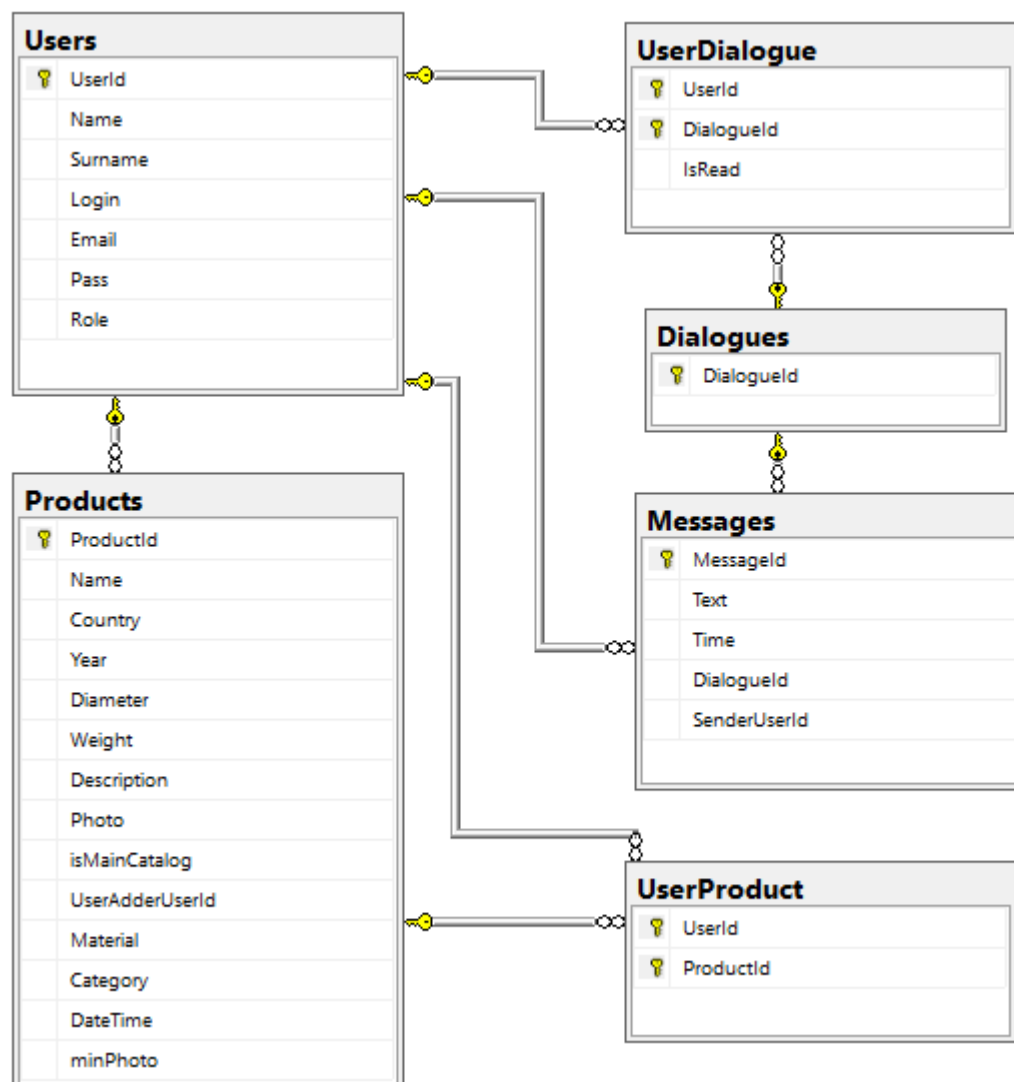 Users
UserId
Name
Surname
Login
Email
Pass
Role
UserDialogue
UserId
DialogueId
IsRead
Dialogues
DialogueId
Products
ProductId
Name
Country
Year
Diameter
Weight
Description
Photo
isMainCatalog
UserAdderUserId
Material
Category
DateTime
minPhoto
Messages
MessageId
Text
Time
DialogueId
SenderUserId
UserProduct
UserId
ProductId